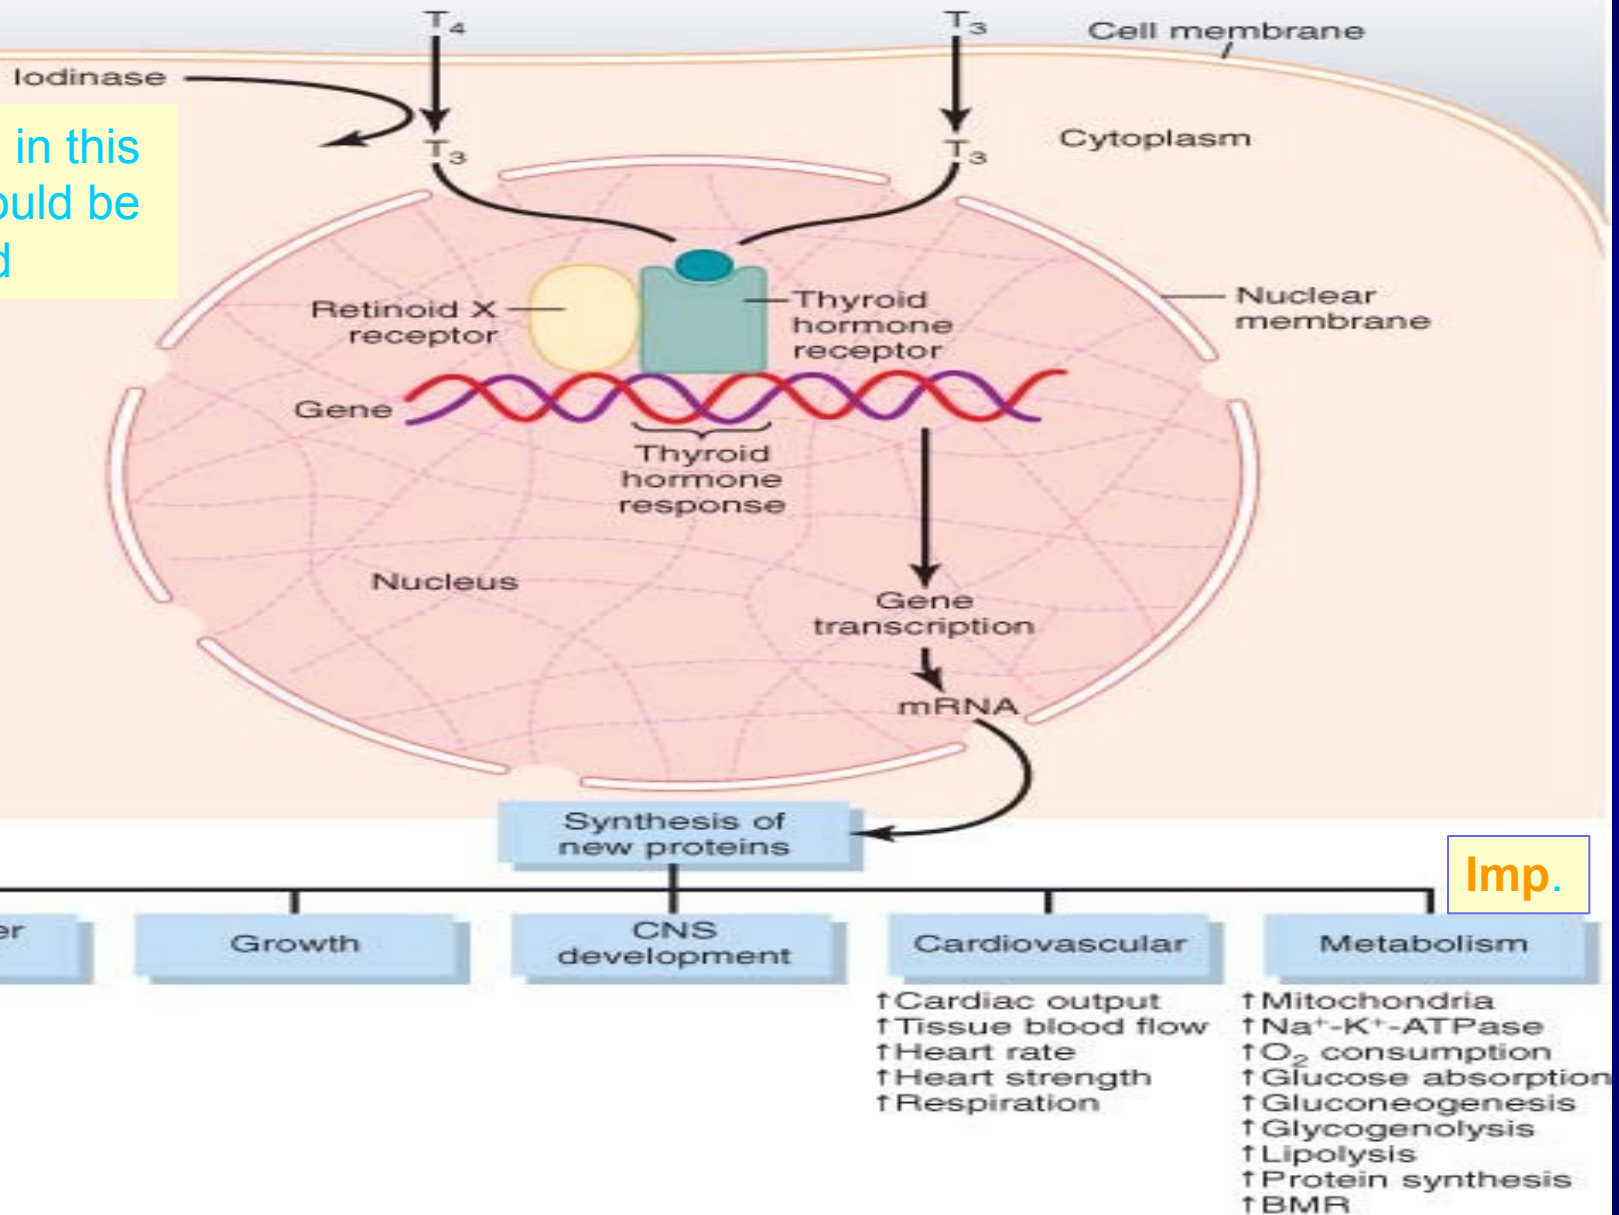 T₄
T₃
Cell membrane
Iodinase
in this
ould be
d
T₃
T₃
Cytoplasm
Retinoid X
receptor
Thyroid
hormone
receptor
Nuclear
membrane
Gene
Thyroid
hormone
response
Nucleus
Gene
transcription
mRNA
Synthesis of
new proteins
Imp.
er
Growth
CNS
development
Cardiovascular
Metabolism
↑Cardiac output
↑Tissue blood flow
↑Heart rate
↑Heart strength
↑Respiration
↑Mitochondria
↑Na⁺-K⁺-ATPase
↑O₂ consumption
↑Glucose absorption
↑Gluconeogenesis
↑Glycogenolysis
↑Lipolysis
↑Protein synthesis
↑BMR